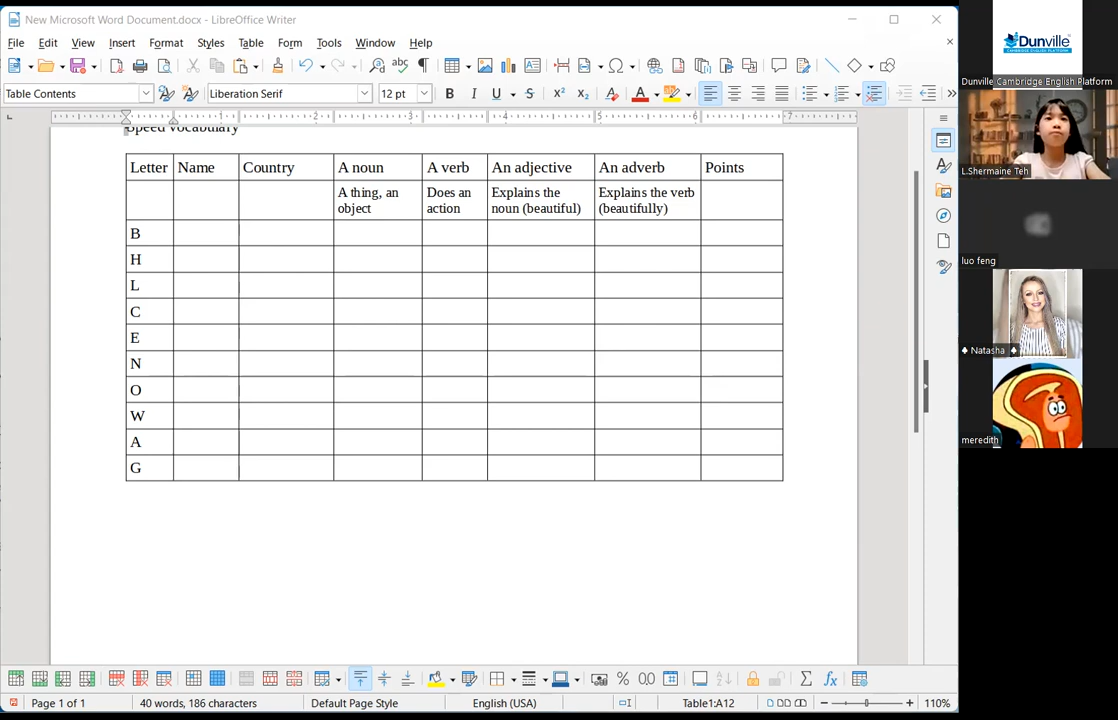 New Microsoft Word Document.docx - LibreOffice Writer
File Edit View Insert Format Styles Table Form Tools Window Help
Table Contents Liberation Serif 12 pt
Speed vocabulary
Letter Name Country A noun A verb An adjective An adverb Points
A thing, an object Does an action Explains the noun (beautiful) Explains the verb (beautifully)
B
H
L
C
E
N
O
W
A
G
Page 1 of 1 40 words, 186 characters Default Page Style English (USA) Table1:A12 110%
Dunville
CAMBRIDGE ENGLISH PLATFORM
Dunville Cambridge English Platform
L.Shermaine Teh
luo feng
Natasha
meredith